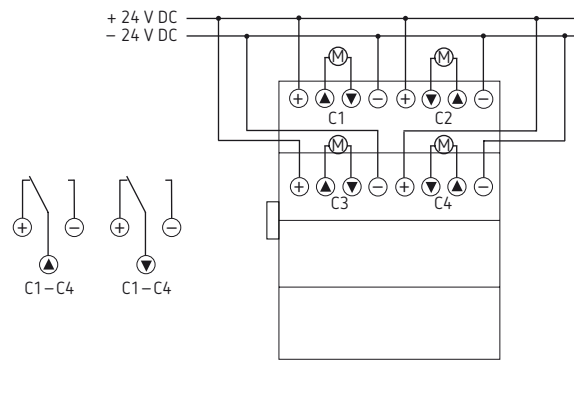 + 24 V DC
− 24 V DC
M M
+ ▲ ▼ − + ▼ ▲ −
C1 C2
M M
+ ▲ ▼ − + ▼ ▲ −
C3 C4
+ − + −
▲ ▼
C1−C4 C1−C4